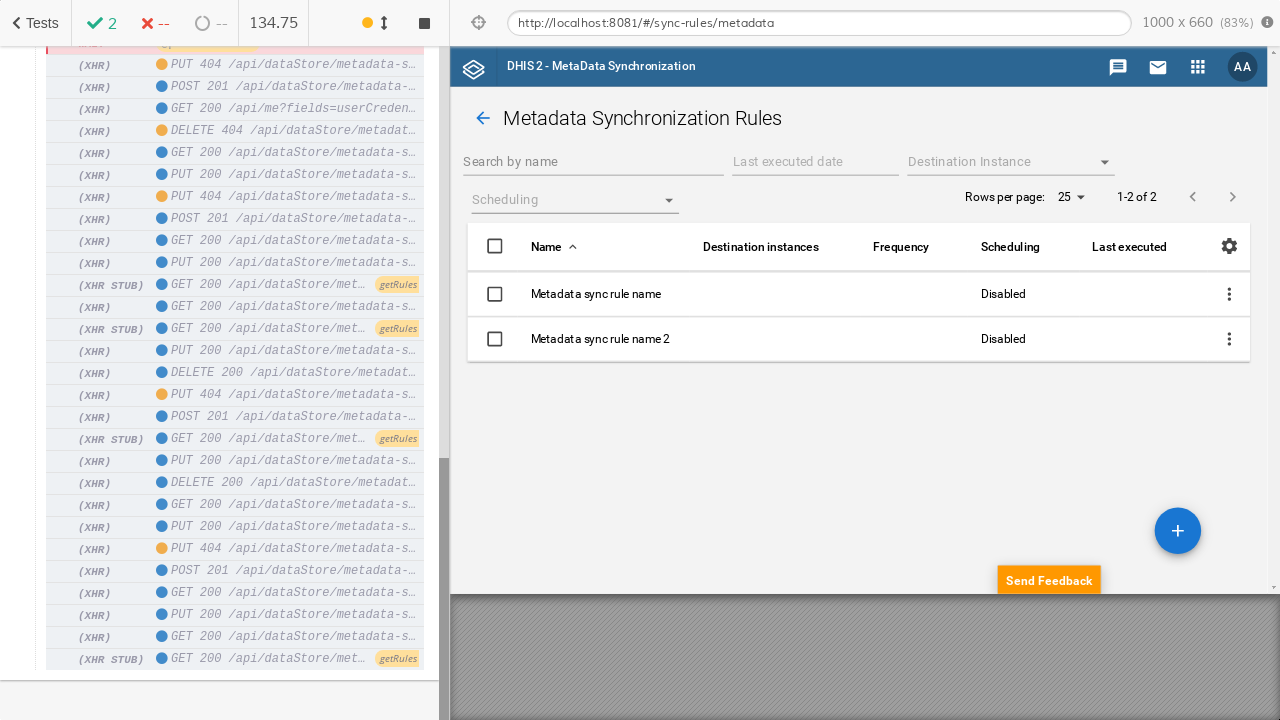 Tests 2 -- -- 134.75
http://localhost:8081/#/sync-rules/metadata 1000 x 660 (83%)
(XHR) PUT 404 /api/dataStore/metadata-s…
(XHR) POST 201 /api/dataStore/metadata-…
(XHR) GET 200 /api/me?fields=userCreden…
(XHR) DELETE 404 /api/dataStore/metadat…
(XHR) GET 200 /api/dataStore/metadata-s…
(XHR) PUT 200 /api/dataStore/metadata-s…
(XHR) PUT 404 /api/dataStore/metadata-s…
(XHR) POST 201 /api/dataStore/metadata-…
(XHR) GET 200 /api/dataStore/metadata-s…
(XHR) PUT 200 /api/dataStore/metadata-s…
(XHR STUB) GET 200 /api/dataStore/met… getRules
(XHR) GET 200 /api/dataStore/metadata-s…
(XHR STUB) GET 200 /api/dataStore/met… getRules
(XHR) PUT 200 /api/dataStore/metadata-s…
(XHR) DELETE 200 /api/dataStore/metadat…
(XHR) PUT 404 /api/dataStore/metadata-s…
(XHR) POST 201 /api/dataStore/metadata-…
(XHR STUB) GET 200 /api/dataStore/met… getRules
(XHR) PUT 200 /api/dataStore/metadata-s…
(XHR) DELETE 200 /api/dataStore/metadat…
(XHR) GET 200 /api/dataStore/metadata-s…
(XHR) PUT 200 /api/dataStore/metadata-s…
(XHR) PUT 404 /api/dataStore/metadata-s…
(XHR) POST 201 /api/dataStore/metadata-…
(XHR) GET 200 /api/dataStore/metadata-s…
(XHR) PUT 200 /api/dataStore/metadata-s…
(XHR) GET 200 /api/dataStore/metadata-s…
(XHR STUB) GET 200 /api/dataStore/met… getRules
DHIS 2 - MetaData Synchronization AA
Metadata Synchronization Rules
Search by name Last executed date Destination Instance
Scheduling Rows per page: 25 1-2 of 2
Name Destination instances Frequency Scheduling Last executed
Metadata sync rule name Disabled
Metadata sync rule name 2 Disabled
+
Send Feedback